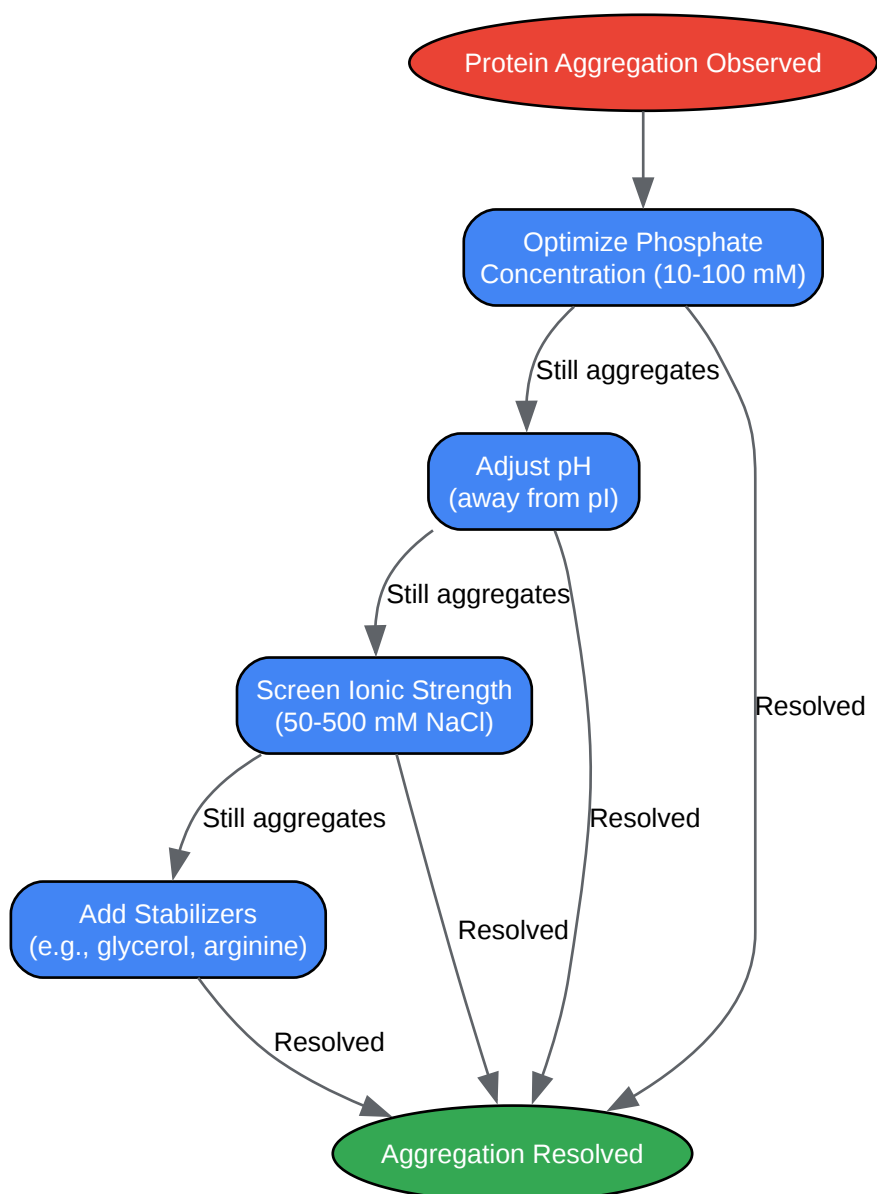 Protein Aggregation Observed
Optimize Phosphate
Concentration (10-100 mM)
Still aggregates
Adjust pH
(away from pI)
Still aggregates
Screen Ionic Strength
(50-500 mM NaCl)
Resolved
Still aggregates
Resolved
Add Stabilizers
(e.g., glycerol, arginine)
Resolved
Resolved
Aggregation Resolved